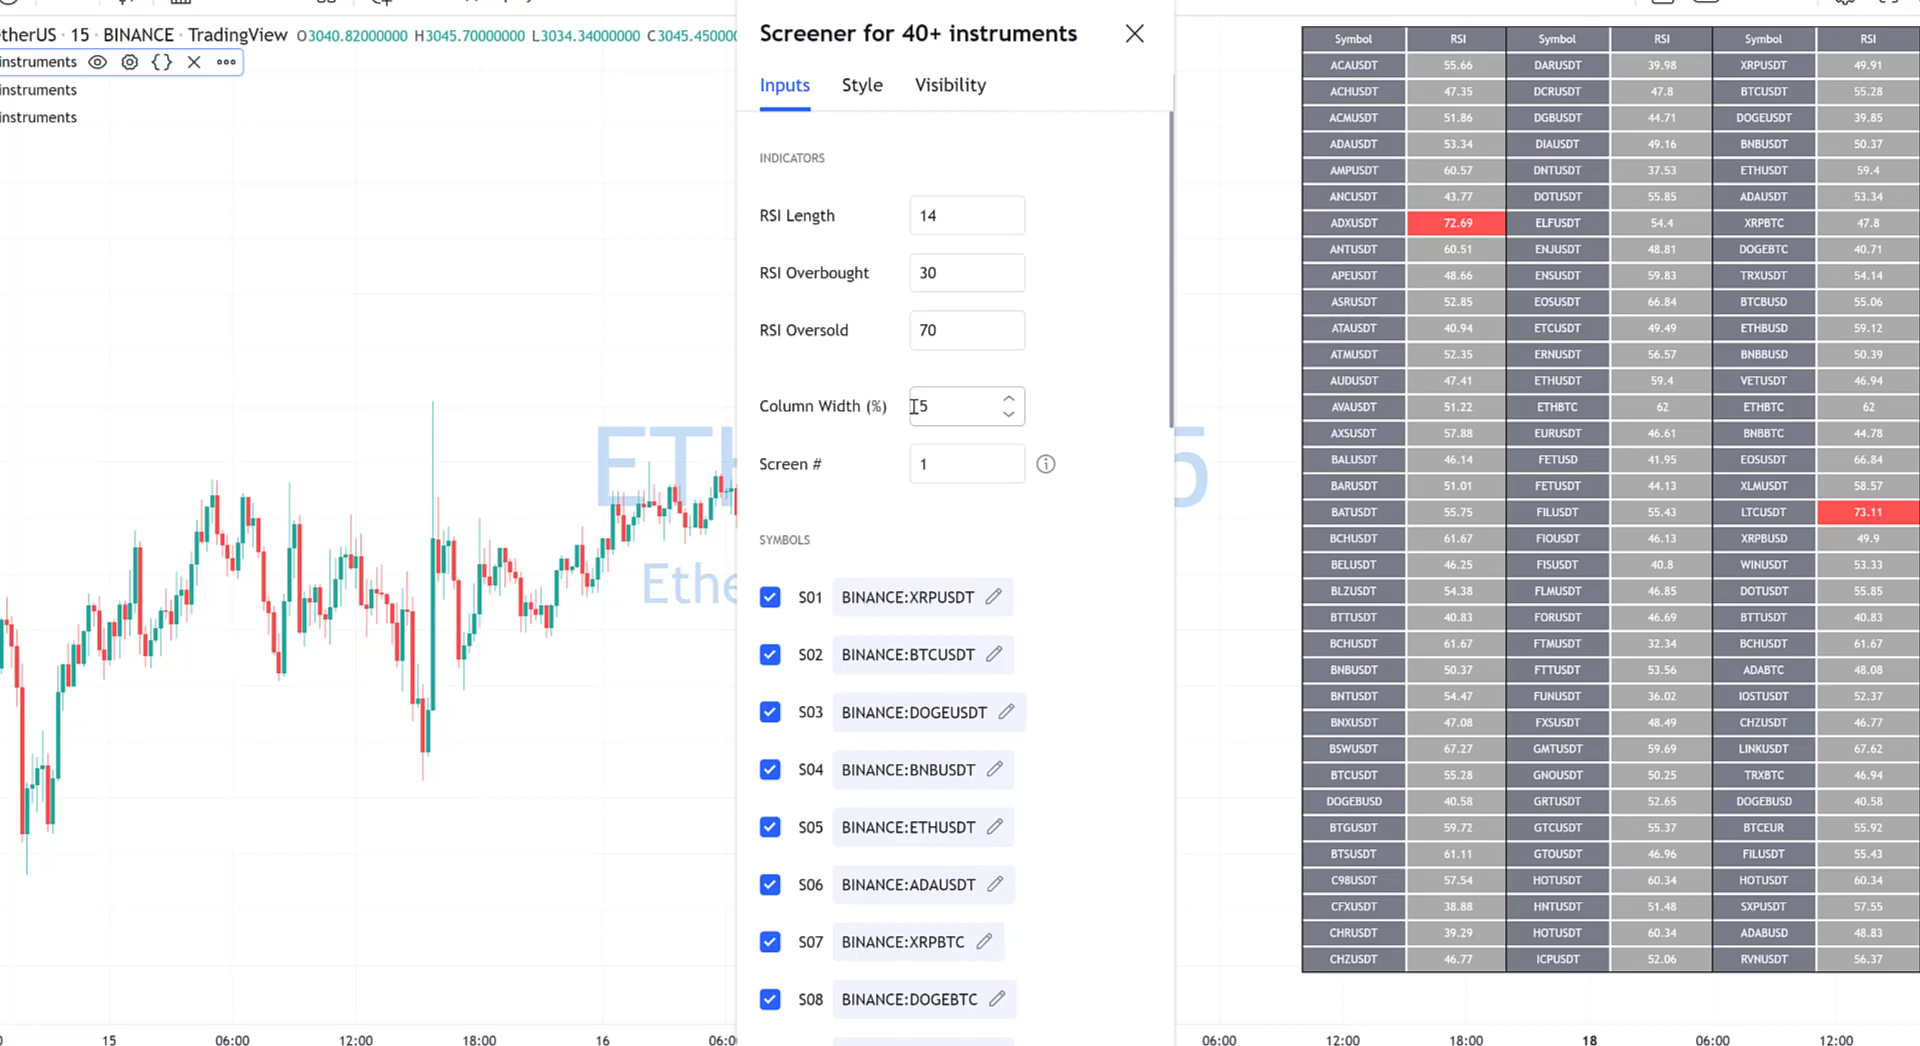 etherUS · 15 · BINANCE · TradingView O3040.82000000 H3045.70000000 L3034.34000000 C3045.450000
instruments
instruments
instruments
Screener for 40+ instruments
Inputs Style Visibility
INDICATORS
RSI Length 14
RSI Overbought 30
RSI Oversold 70
Column Width (%) 5
Screen # 1
SYMBOLS
S01 BINANCE:XRPUSDT
S02 BINANCE:BTCUSDT
S03 BINANCE:DOGEUSDT
S04 BINANCE:BNBUSDT
S05 BINANCE:ETHUSDT
S06 BINANCE:ADAUSDT
S07 BINANCE:XRPBTC
S08 BINANCE:DOGEBTC
ET 5
Ethe
Symbol RSI Symbol RSI Symbol RSI
ACAUSDT 55.66 DARUSDT 39.98 XRPUSDT 49.91
ACHUSDT 47.35 DCRUSDT 47.8 BTCUSDT 55.28
ACMUSDT 51.86 DGBUSDT 44.71 DOGEUSDT 39.85
ADAUSDT 53.34 DIAUSDT 49.16 BNBUSDT 50.37
AMPUSDT 60.57 DNTUSDT 37.53 ETHUSDT 59.4
ANCUSDT 43.77 DOTUSDT 55.85 ADAUSDT 53.34
ADXUSDT 72.69 ELFUSDT 54.4 XRPBTC 47.8
ANTUSDT 60.51 ENJUSDT 48.81 DOGEBTC 40.71
APEUSDT 48.66 ENSUSDT 59.83 TRXUSDT 54.14
ASRUSDT 52.85 EOSUSDT 66.84 BTCBUSD 55.06
ATAUSDT 40.94 ETCUSDT 49.49 ETHBUSD 59.12
ATMUSDT 52.35 ERNUSDT 56.57 BNBBUSD 50.39
AUDUSDT 47.41 ETHUSDT 59.4 VETUSDT 46.94
AVAUSDT 51.22 ETHBTC 62 ETHBTC 62
AXSUSDT 57.88 EURUSDT 46.61 BNBBTC 44.78
BALUSDT 46.14 FETUSD 41.95 EOSUSDT 66.84
BARUSDT 51.01 FETUSDT 44.13 XLMUSDT 58.57
BATUSDT 55.75 FILUSDT 55.43 LTCUSDT 73.11
BCHUSDT 61.67 FIOUSDT 46.13 XRPBUSD 49.9
BELUSDT 46.25 FISUSDT 40.8 WINUSDT 53.33
BLZUSDT 54.38 FLMUSDT 46.85 DOTUSDT 55.85
BTTUSDT 40.83 FORUSDT 46.69 BTTUSDT 40.83
BCHUSDT 61.67 FTMUSDT 32.34 BCHUSDT 61.67
BNBUSDT 50.37 FTTUSDT 53.56 ADABTC 48.08
BNTUSDT 54.47 FUNUSDT 36.02 IOSTUSDT 52.37
BNXUSDT 47.08 FXSUSDT 48.49 CHZUSDT 46.77
BSWUSDT 67.27 GMTUSDT 59.69 LINKUSDT 67.62
BTCUSDT 55.28 GNOUSDT 50.25 TRXBTC 46.94
DOGEBUSD 40.58 GRTUSDT 52.65 DOGEBUSD 40.58
BTGUSDT 59.72 GTCUSDT 55.37 BTCEUR 55.92
BTSUSDT 61.11 GTOUSDT 46.96 FILUSDT 55.43
C98USDT 57.54 HOTUSDT 60.34 HOTUSDT 60.34
CFXUSDT 38.88 HNTUSDT 51.48 SXPUSDT 57.55
CHRUSDT 39.29 HOTUSDT 60.34 ADABUSD 48.83
CHZUSDT 46.77 ICPUSDT 52.06 RVNUSDT 56.37
15 06:00 12:00 18:00 16 06:0 06:00 12:00 18:00 18 06:00 12:00